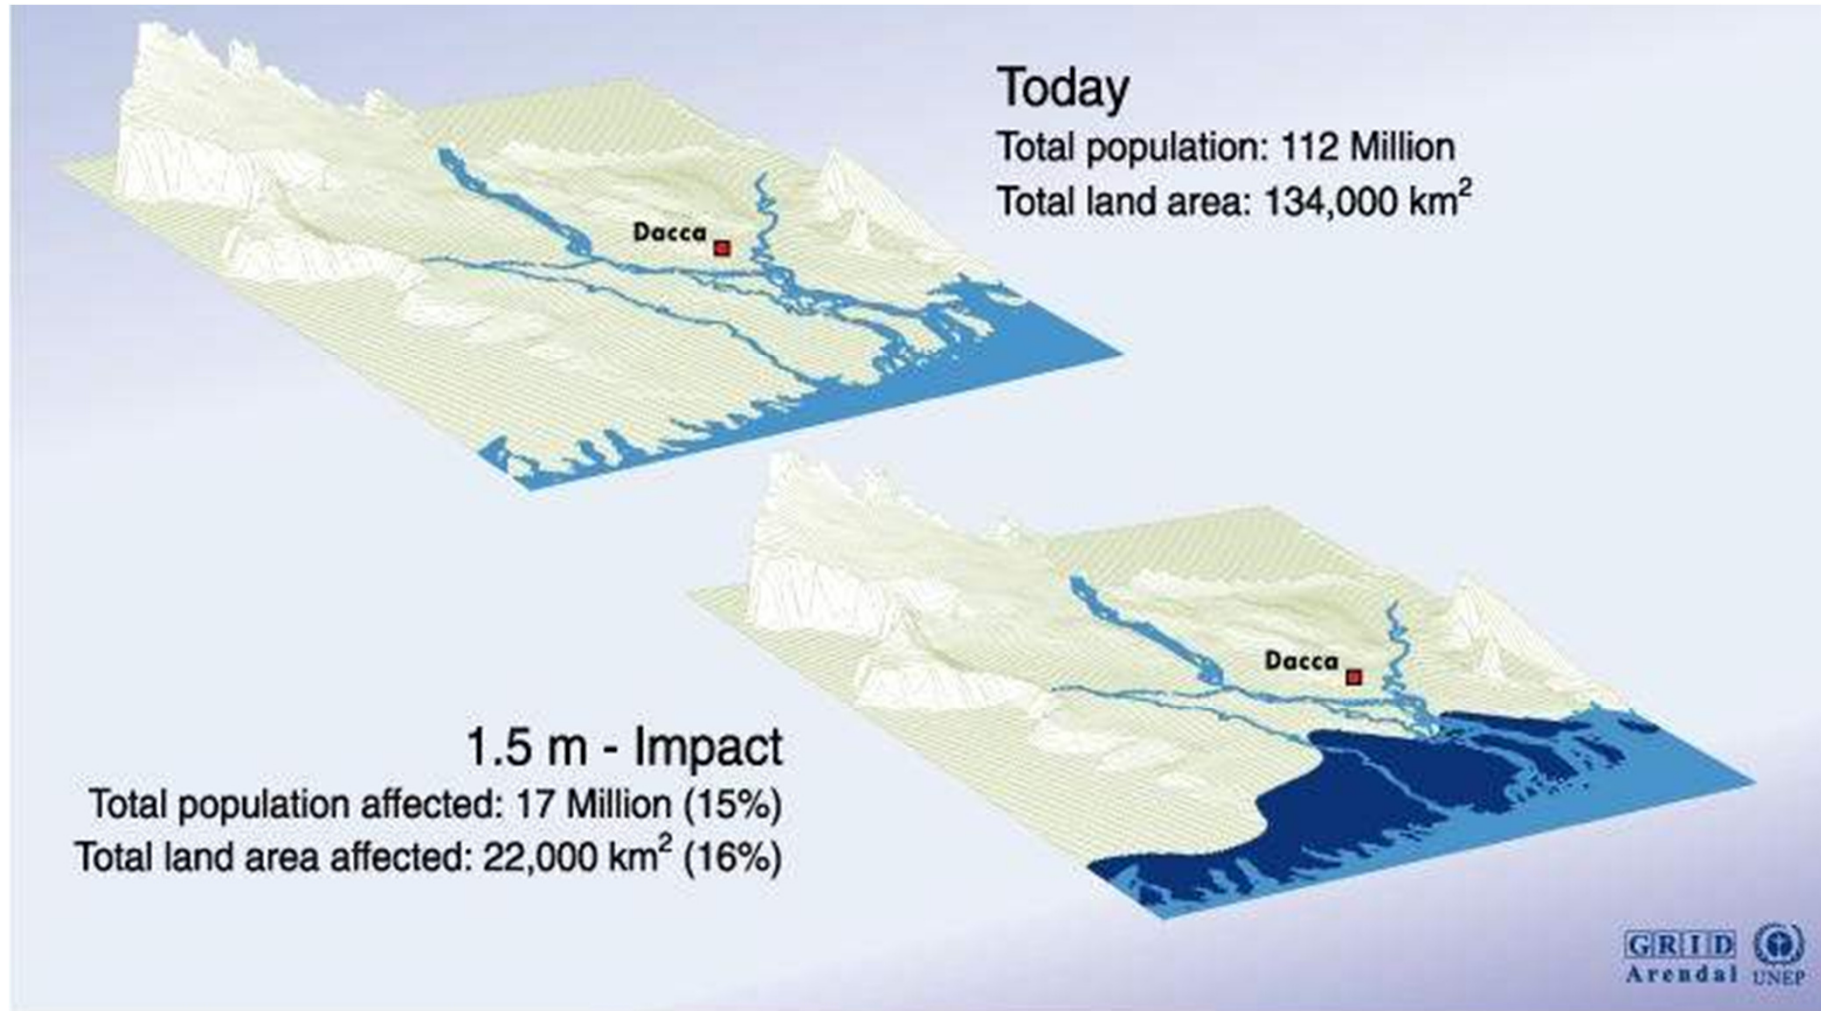 Today
Total population: 112 Million
Total land area: 134,000 km²
Dacca
Dacca
1.5 m - Impact
Total population affected: 17 Million (15%)
Total land area affected: 22,000 km² (16%)
GRID
Arendal
UNEP